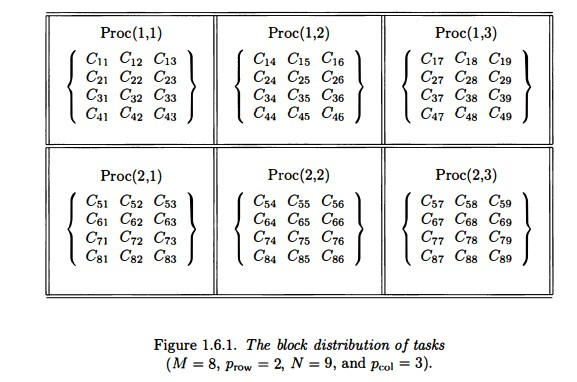 Proc(1,1) Proc(1,2) Proc(1,3)
C11 C12 C13 C14 C15 C16 C17 C18 C19
C21 C22 C23 C24 C25 C26 C27 C28 C29
C31 C32 C33 C34 C35 C36 C37 C38 C39
C41 C42 C43 C44 C45 C46 C47 C48 C49
Proc(2,1) Proc(2,2) Proc(2,3)
C51 C52 C53 C54 C55 C56 C57 C58 C59
C61 C62 C63 C64 C65 C66 C67 C68 C69
C71 C72 C73 C74 C75 C76 C77 C78 C79
C81 C82 C83 C84 C85 C86 C87 C88 C89
Figure 1.6.1. The block distribution of tasks
(M = 8, prow = 2, N = 9, and pcol = 3).